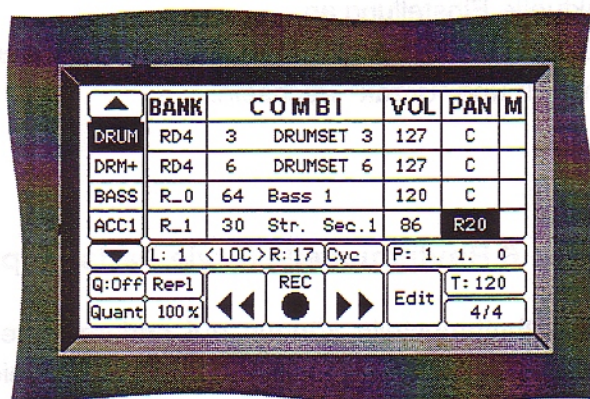 BANK COMBI VOL PAN M
DRUM RD4 3 DRUMSET 3 127 C
DRM+ RD4 6 DRUMSET 6 127 C
BASS R_0 64 Bass 1 120 C
ACC1 R_1 30 Str. Sec.1 86 R20
L: 1 <LOC>R: 17 Cyc P: 1. 1. 0
Q:Off Repl REC Edit T: 120
Quant 100% 4/4